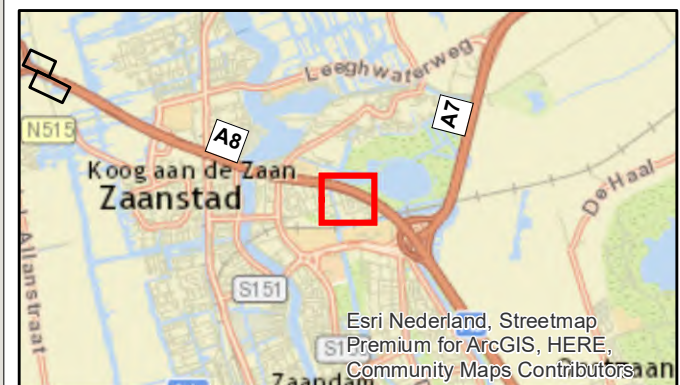 Leeghwaterweg
A7
N515
A8
Koog aan de Zaan
Zaanstad
De Haal
Allanstraat
S151
Esri Nederland, Streetmap
Premium for ArcGIS, HERE,
Community Maps Contributors
Zaandam